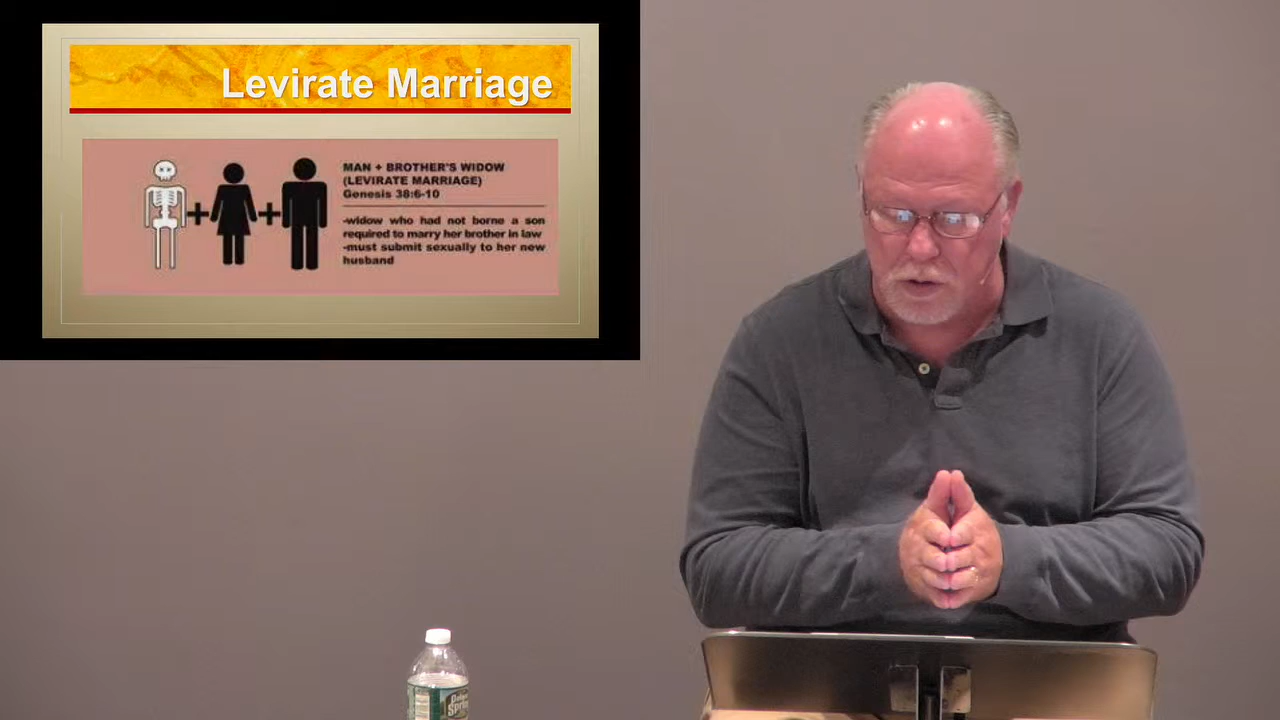 Levirate Marriage
MAN + BROTHER'S WIDOW
(LEVIRATE MARRIAGE)
Genesis 38:6-10
-widow who had not borne a son
required to marry her brother in law
-must submit sexually to her new
husband